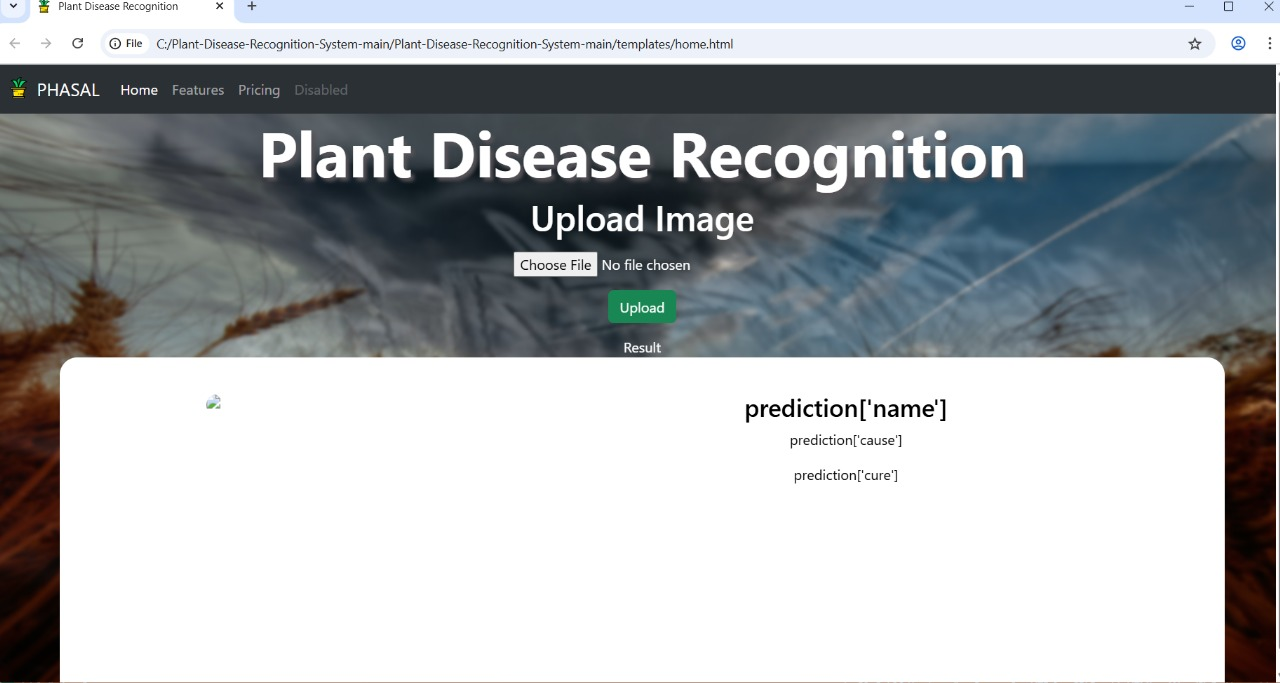 Plant Disease Recognition
File C:/Plant-Disease-Recognition-System-main/Plant-Disease-Recognition-System-main/templates/home.html
PHASAL Home Features Pricing Disabled
Plant Disease Recognition
Upload Image
Choose File No file chosen
Upload
Result
prediction['name']
prediction['cause']
prediction['cure']